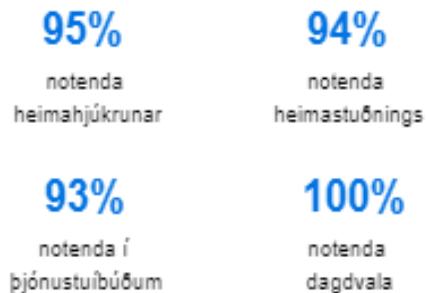 95%
notenda
heimahjúkrunar
94%
notenda
heimastuðnings
93%
notenda í
þjónustuíbúðum
100%
notenda
dagdvala